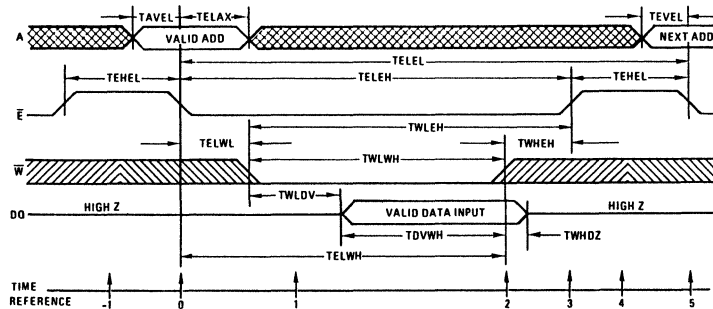 TAVEL TELAX TEVEL
A VALID ADD NEXT ADD
TELEL
TEHEL TELEH TEHEL
E
TELWL TWLEH TWHEH
TWLWH
W
TWLDV
DQ HIGH Z VALID DATA INPUT HIGH Z
TDVWH TWHDZ
TELWH
TIME
REFERENCE
-1 0 1 2 3 4 5